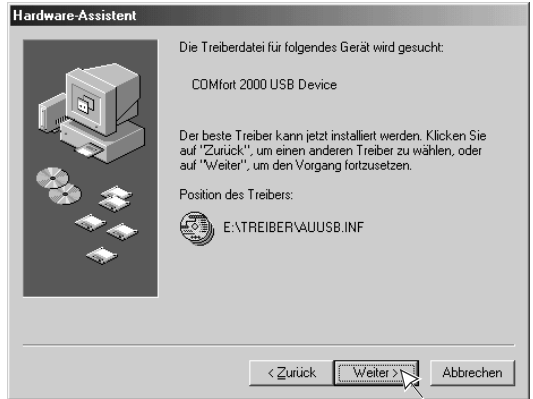 Hardware-Assistent
Die Treiberdatei für folgendes Gerät wird gesucht:
COMfort 2000 USB Device
Der beste Treiber kann jetzt installiert werden. Klicken Sie
auf "Zurück", um einen anderen Treiber zu wählen, oder
auf "Weiter", um den Vorgang fortzusetzen.
Position des Treibers:
E:\TREIBER\AUUSB.INF
< Zurück Weiter > Abbrechen